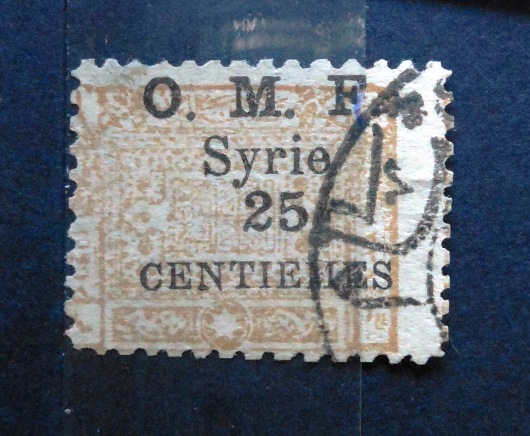 O. M. F.
Syrie
25
CENTIEMES